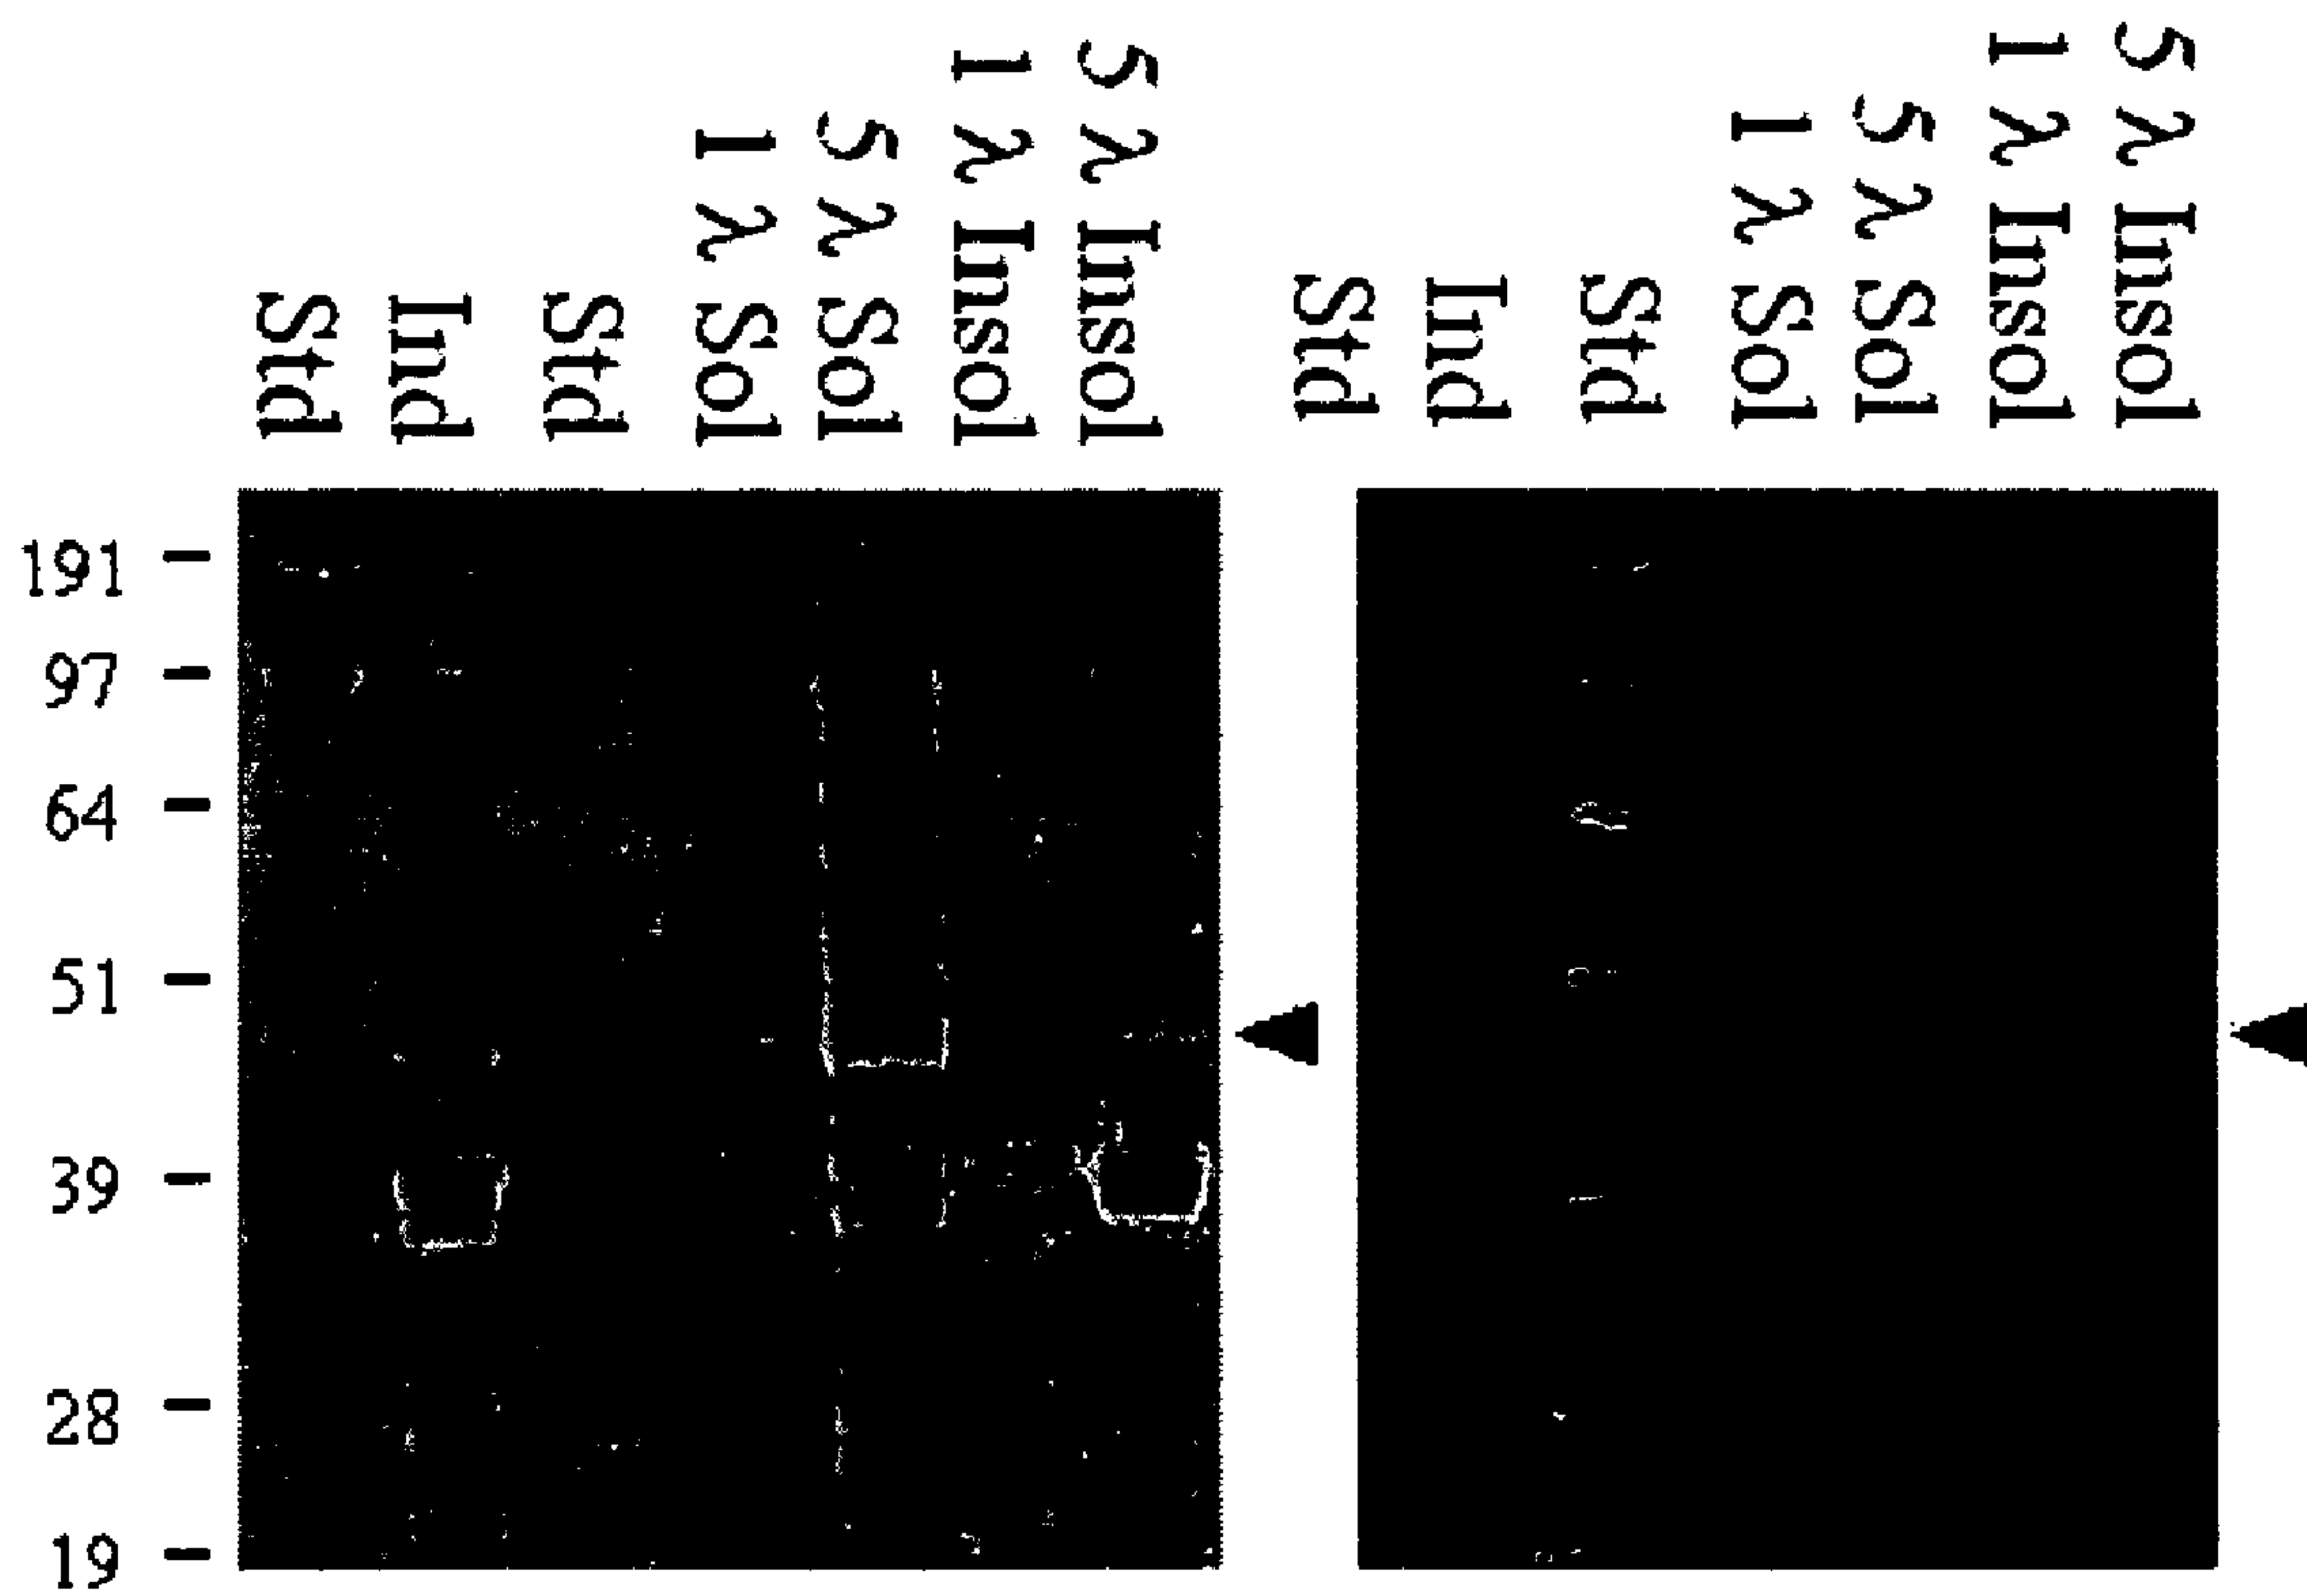 Std
Ind
Std
1 λ Sol
5 λ Sol
1 λ Insol
5 λ Insol
Std
Ind
Std
1 λ Sol
5 λ Sol
1 λ Insol
5 λ Insol
191
97
64
51
39
28
19